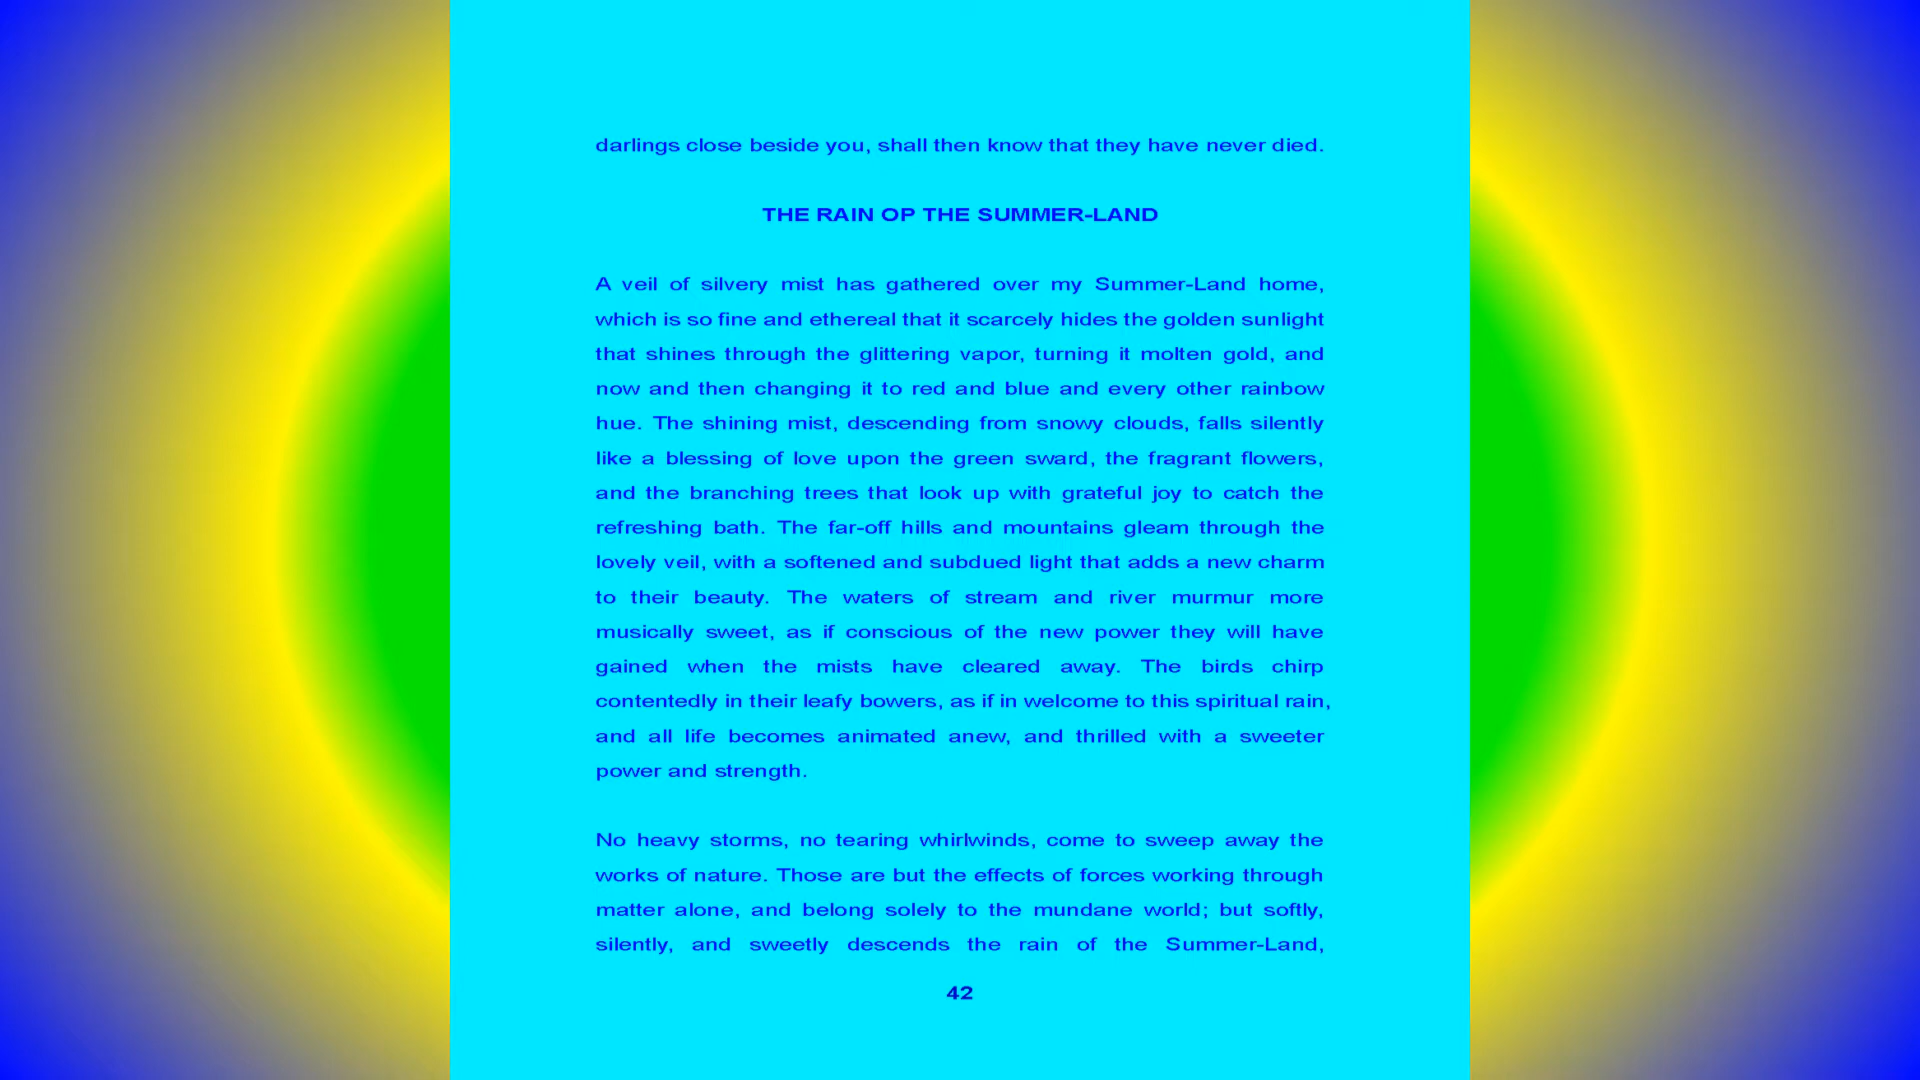 darlings close beside you, shall then know that they have never died.
THE RAIN OP THE SUMMER-LAND
A veil of silvery mist has gathered over my Summer-Land home,
which is so fine and ethereal that it scarcely hides the golden sunlight
that shines through the glittering vapor, turning it molten gold, and
now and then changing it to red and blue and every other rainbow
hue. The shining mist, descending from snowy clouds, falls silently
like a blessing of love upon the green sward, the fragrant flowers,
and the branching trees that look up with grateful joy to catch the
refreshing bath. The far-off hills and mountains gleam through the
lovely veil, with a softened and subdued light that adds a new charm
to their beauty. The waters of stream and river murmur more
musically sweet, as if conscious of the new power they will have
gained when the mists have cleared away. The birds chirp
contentedly in their leafy bowers, as if in welcome to this spiritual rain,
and all life becomes animated anew, and thrilled with a sweeter
power and strength.
No heavy storms, no tearing whirlwinds, come to sweep away the
works of nature. Those are but the effects of forces working through
matter alone, and belong solely to the mundane world; but softly,
silently, and sweetly descends the rain of the Summer-Land,
42